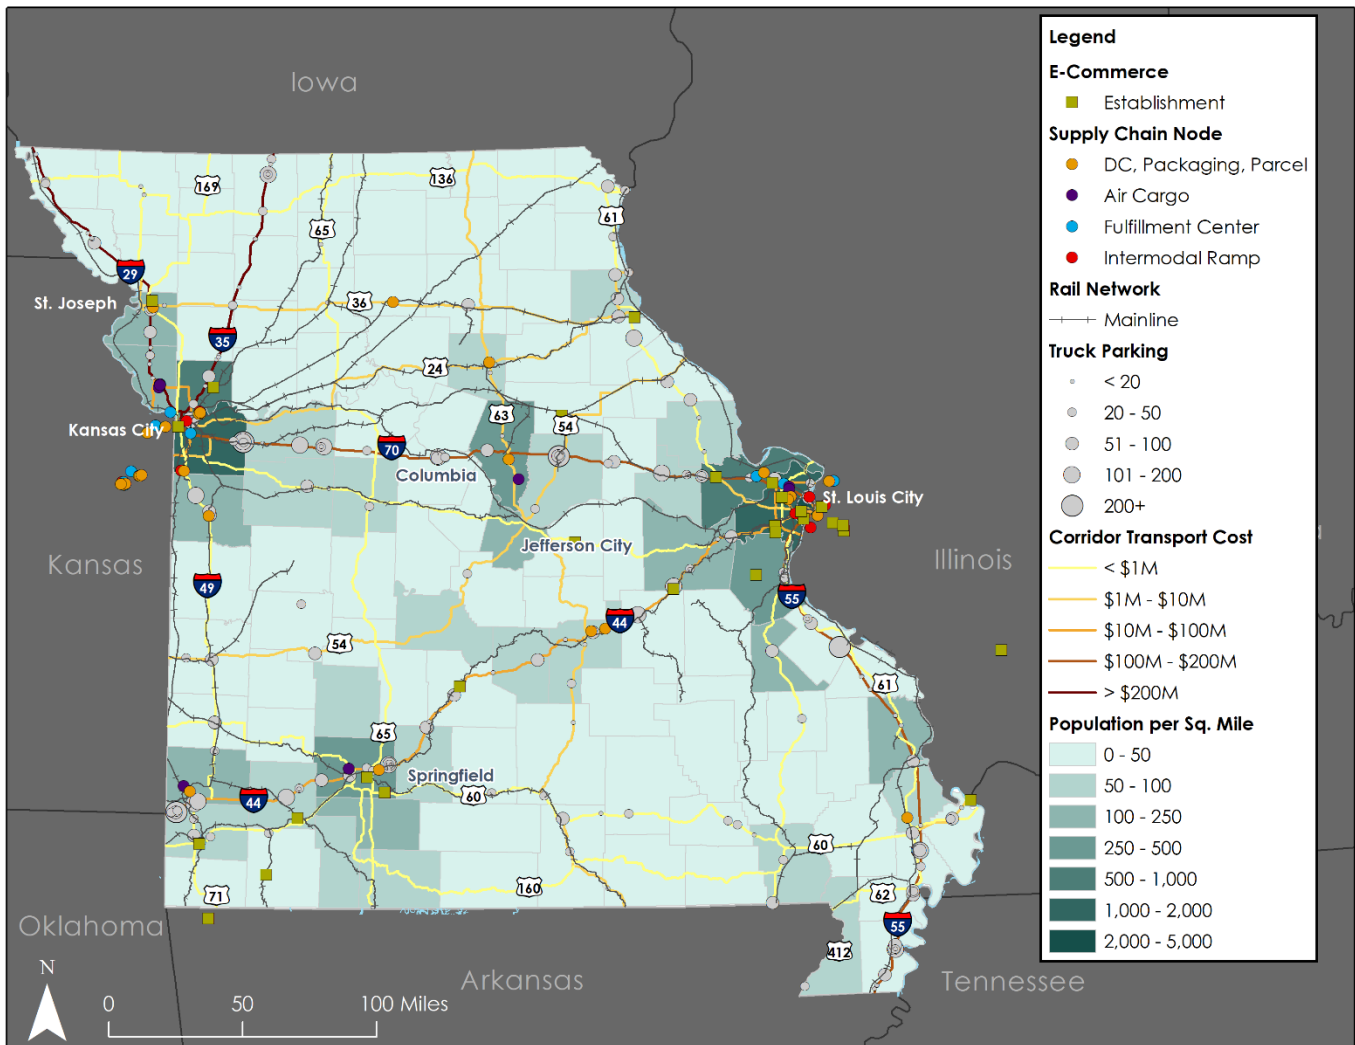 Iowa
Legend
E-Commerce
Establishment
Supply Chain Node
DC, Packaging, Parcel
Air Cargo
Fulfillment Center
Intermodal Ramp
Rail Network
Mainline
Truck Parking
< 20
20 - 50
51 - 100
101 - 200
200+
Corridor Transport Cost
< $1M
$1M - $10M
$10M - $100M
$100M - $200M
> $200M
Population per Sq. Mile
0 - 50
50 - 100
100 - 250
250 - 500
500 - 1,000
1,000 - 2,000
2,000 - 5,000
169
136
65
61
29
St. Joseph
36
35
24
63
54
Kansas City
70
Columbia
St. Louis City
Jefferson City
Kansas
Illinois
49
55
44
54
61
65
Springfield
44
60
60
71
160
62
Oklahoma
55
412
Arkansas
Tennessee
N
0 50 100 Miles